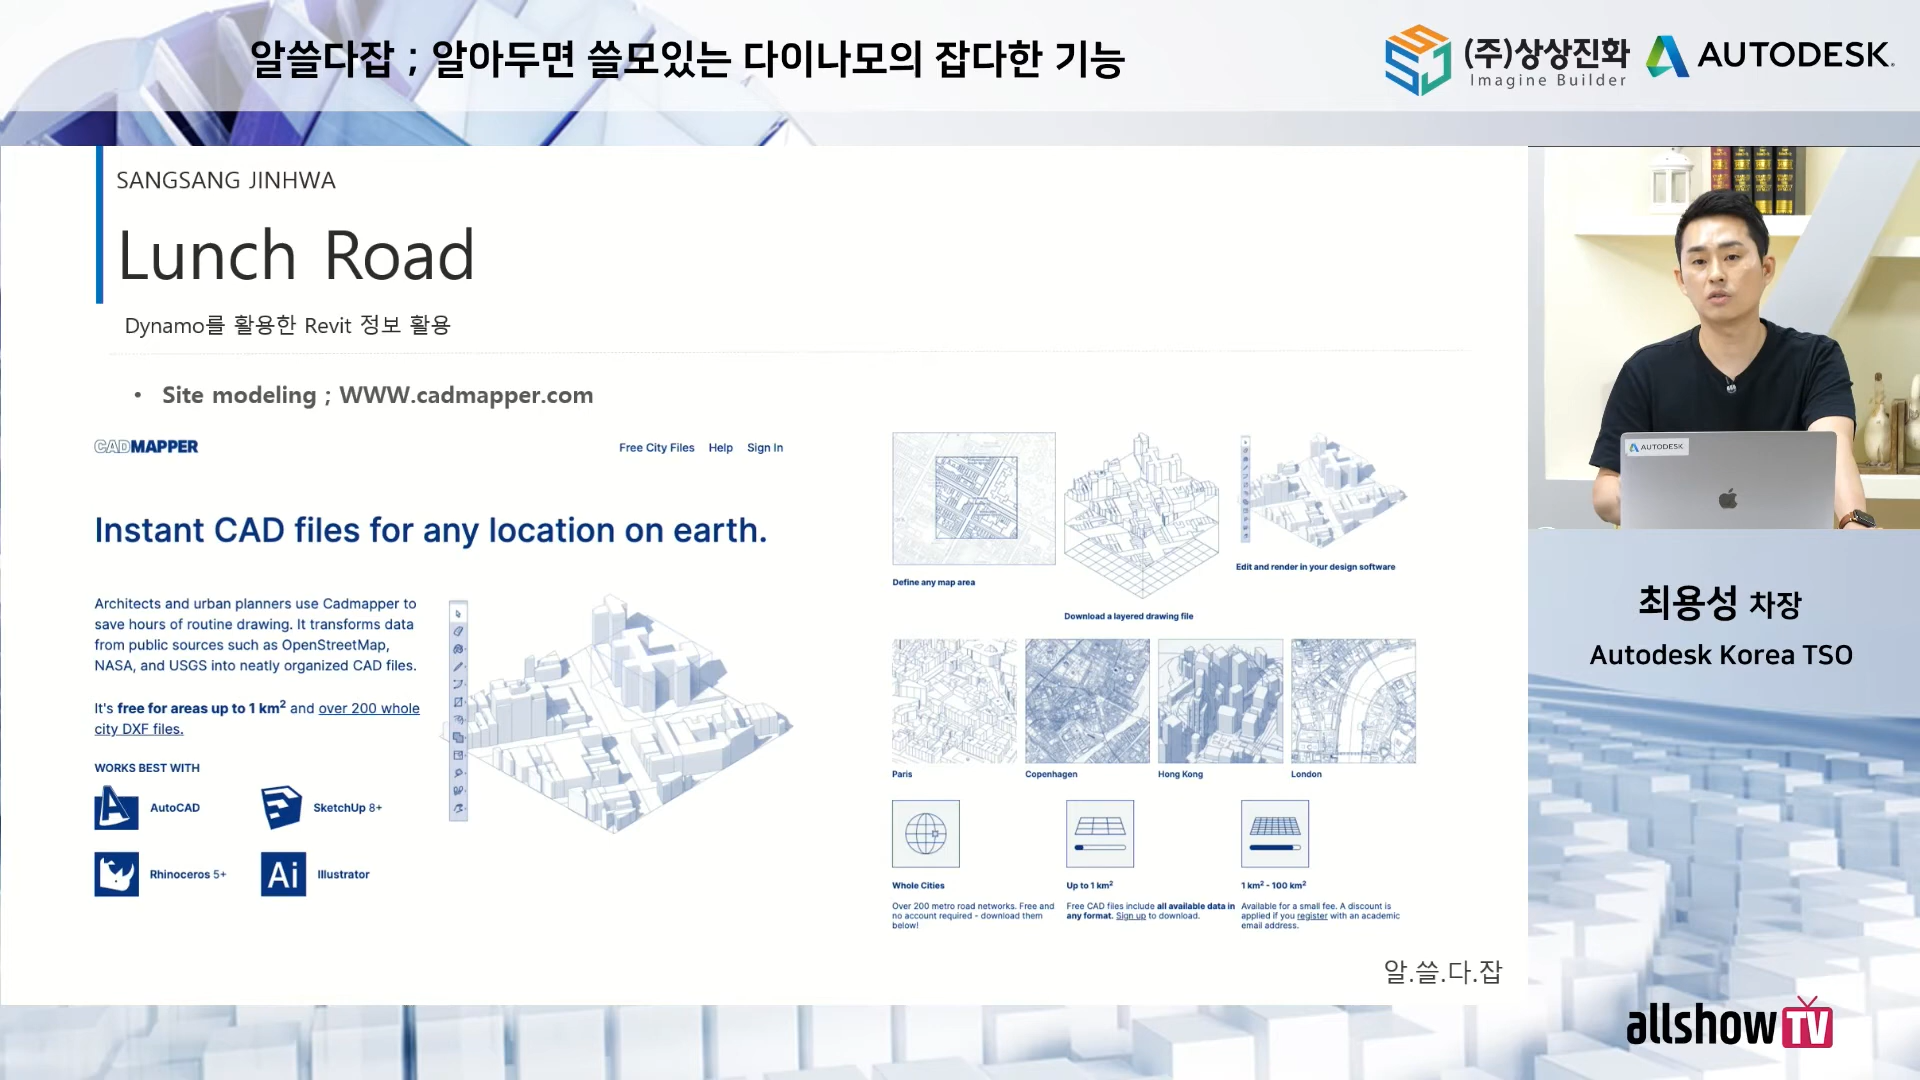 알쓸다잡 ; 알아두면 쓸모있는 다이나모의 잡다한 기능
(주)상상진화
Imagine Builder
AUTODESK
SANGSANG JINHWA
Lunch Road
Dynamo를 활용한 Revit 정보 활용
• Site modeling ; WWW.cadmapper.com
CADMAPPER
Free City Files Help Sign In
Instant CAD files for any location on earth.
Architects and urban planners use Cadmapper to
save hours of routine drawing. It transforms data
from public sources such as OpenStreetMap,
NASA, and USGS into neatly organized CAD files.
It's free for areas up to 1 km² and over 200 whole
city DXF files.
WORKS BEST WITH
AutoCAD
SketchUp 8+
Rhinoceros 5+
Ai
Illustrator
Define any map area
Download a layered drawing file
Edit and render in your design software
Paris
Copenhagen
Hong Kong
London
Whole Cities
Over 200 metro road networks. Free and
no account required - download them
below!
Up to 1 km²
Free CAD files include all available data in
any format. Sign up to download.
1 km² - 100 km²
Available for a small fee. A discount is
applied if you register with an academic
email address.
알.쓸.다.잡
AUTODESK
최용성 차장
Autodesk Korea TSO
allshow TV